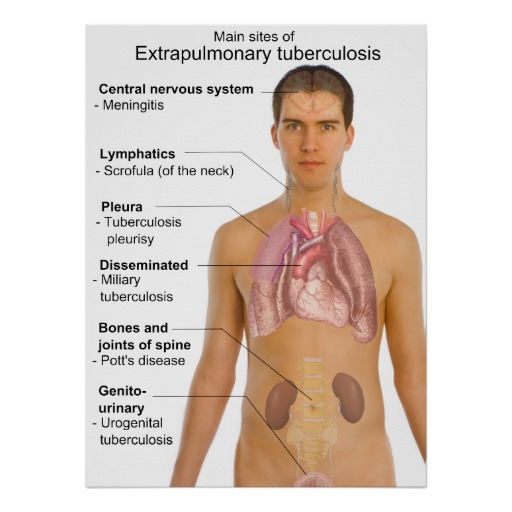 Main sites of
Extrapulmonary tuberculosis
Central nervous system
- Meningitis
Lymphatics
- Scrofula (of the neck)
Pleura
- Tuberculosis
pleurisy
Disseminated
- Miliary
tuberculosis
Bones and
joints of spine
- Pott's disease
Genito-
urinary
- Urogenital
tuberculosis